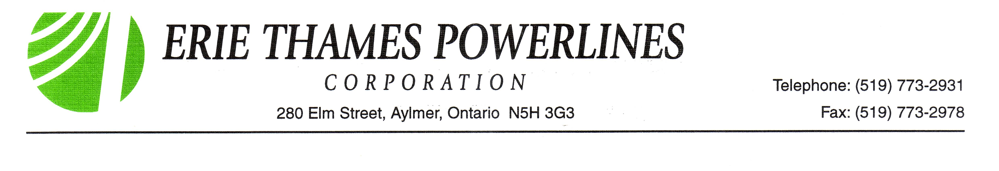 ERIE THAMES POWERLINES
CORPORATION
280 Elm Street, Aylmer, Ontario  N5H 3G3
Telephone: (519) 773-2931
Fax: (519) 773-2978